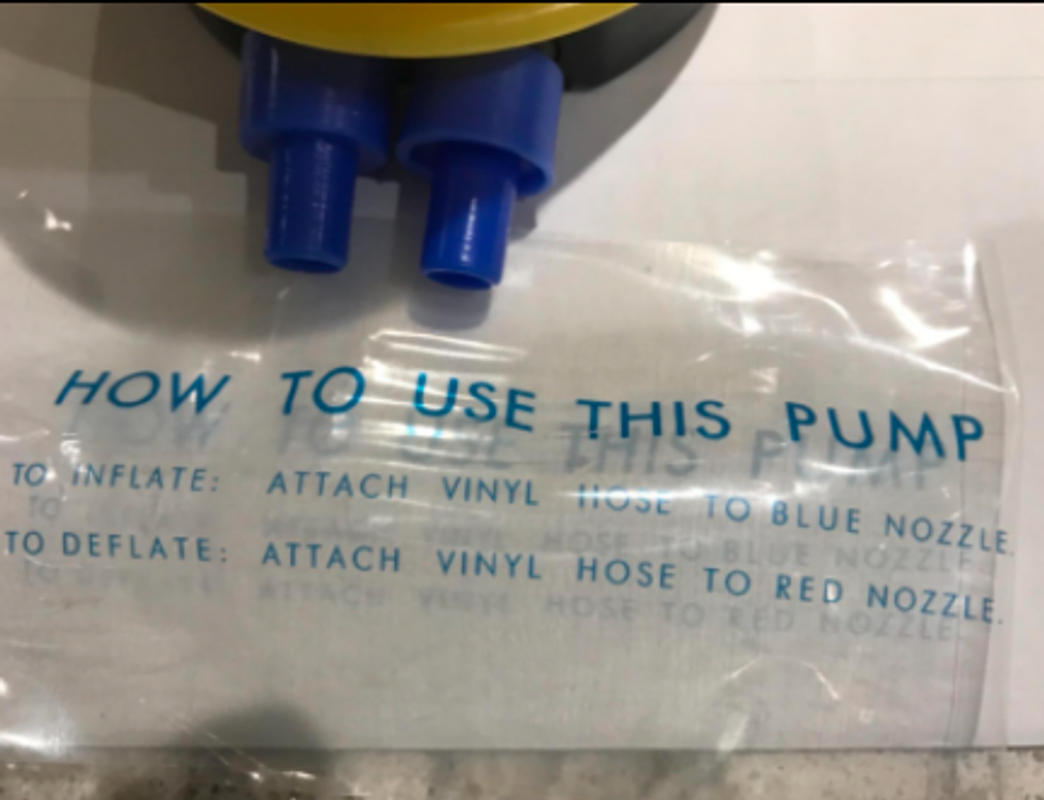 HOW TO USE THIS PUMP
TO INFLATE: ATTACH VINYL HOSE TO BLUE NOZZLE.
TO DEFLATE: ATTACH VINYL HOSE TO RED NOZZLE.